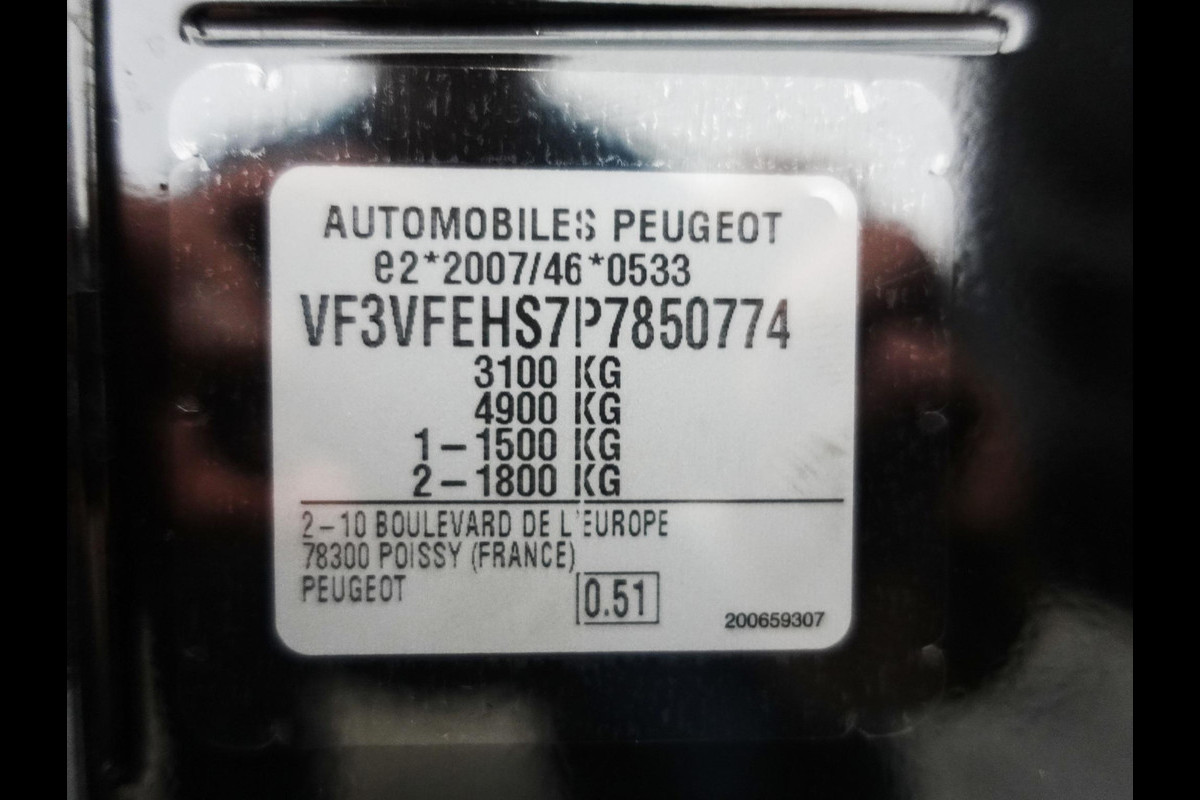 AUTOMOBILES PEUGEOT
e2*2007/46*0533
VF3VFEHS7P7850774
3100 KG
4900 KG
1-1500 KG
2-1800 KG
2-10 BOULEVARD DE L'EUROPE
78300 POISSY (FRANCE)
PEUGEOT
0.51
200659307